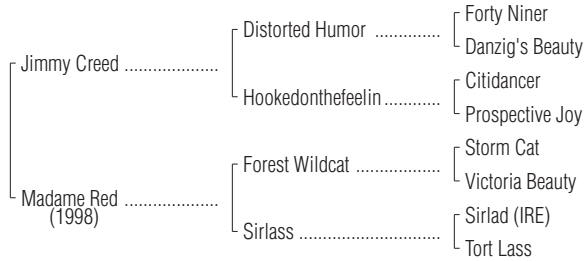 Forty Niner
Distorted Humor ..............
Danzig's Beauty
Jimmy Creed ....................
Citidancer
Hookedonthefeelin ............
Prospective Joy
Storm Cat
Forest Wildcat ..................
Victoria Beauty
Madame Red ....................
(1998)
Sirlad (IRE)
Sirlass ..............................
Tort Lass